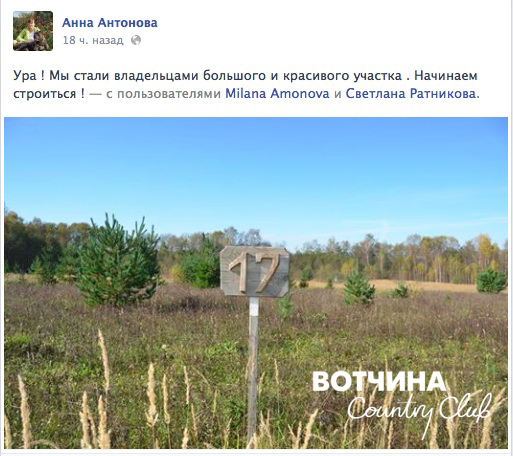 Анна Антонова
18 ч. назад
Ура ! Мы стали владельцами большого и красивого участка . Начинаем
строиться ! — с пользователями Milana Amonova и Светлана Ратникова.
17
ВОТЧИНА
Country Club